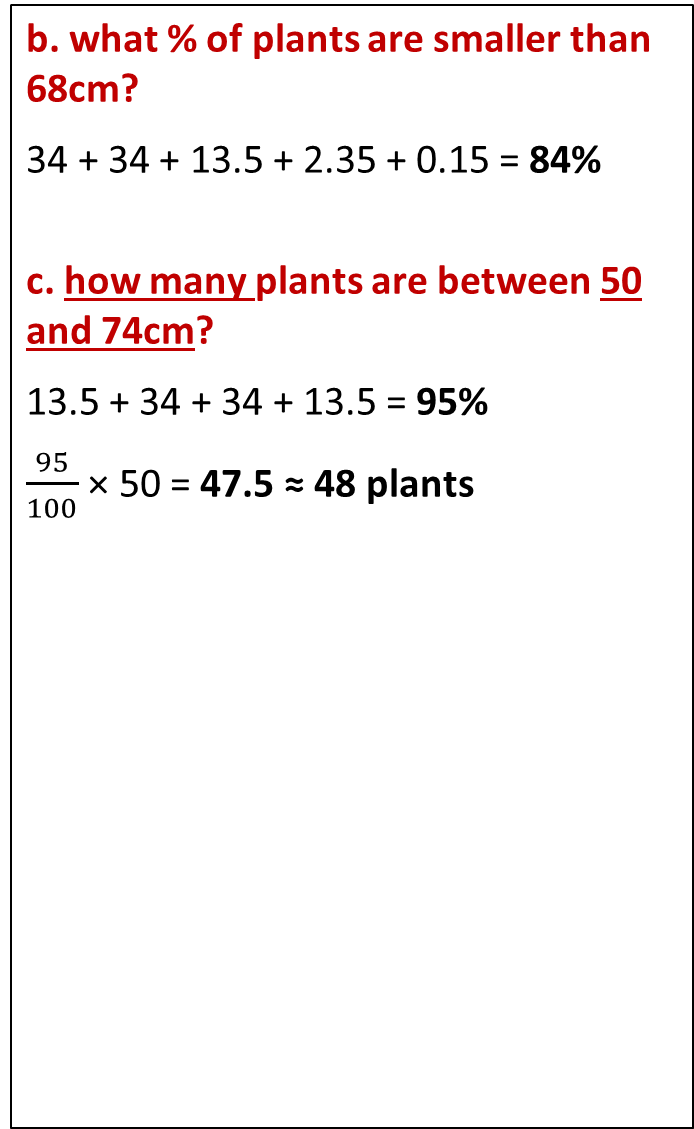 b. what % of plants are smaller than
68cm?
34 + 34 + 13.5 + 2.35 + 0.15 = 84%
c. how many plants are between 50
and 74cm?
13.5 + 34 + 34 + 13.5 = 95%
95/100 × 50 = 47.5 ≈ 48 plants